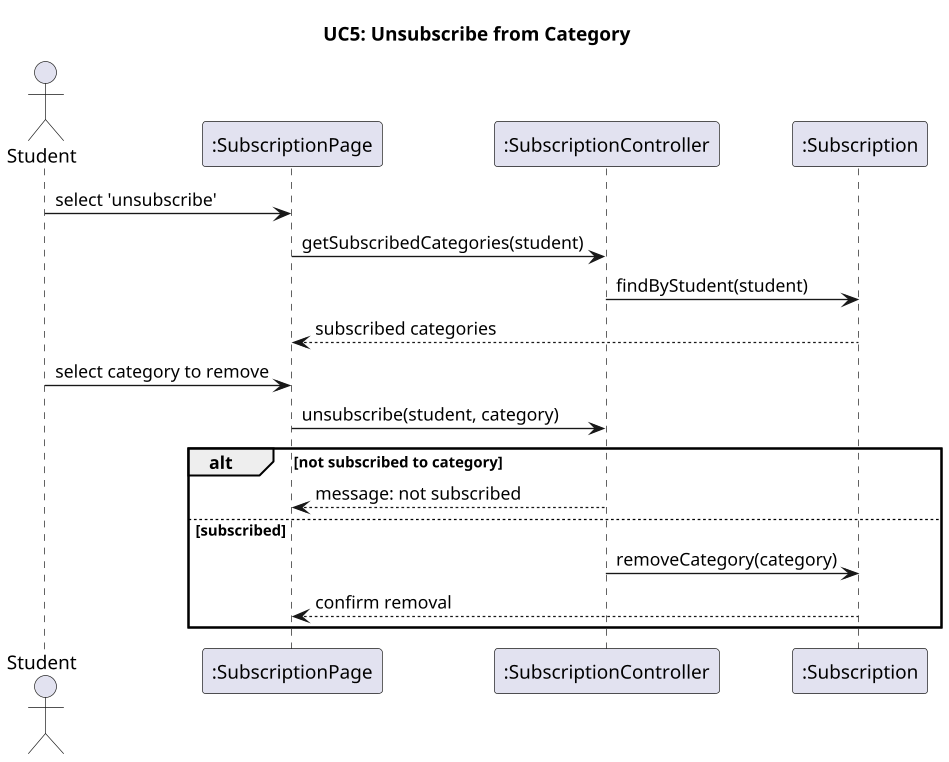 UC5: Unsubscribe from Category
Student
:SubscriptionPage
:SubscriptionController
:Subscription
select 'unsubscribe'
getSubscribedCategories(student)
findByStudent(student)
subscribed categories
select category to remove
unsubscribe(student, category)
alt [not subscribed to category]
message: not subscribed
[subscribed]
removeCategory(category)
confirm removal
Student
:SubscriptionPage
:SubscriptionController
:Subscription